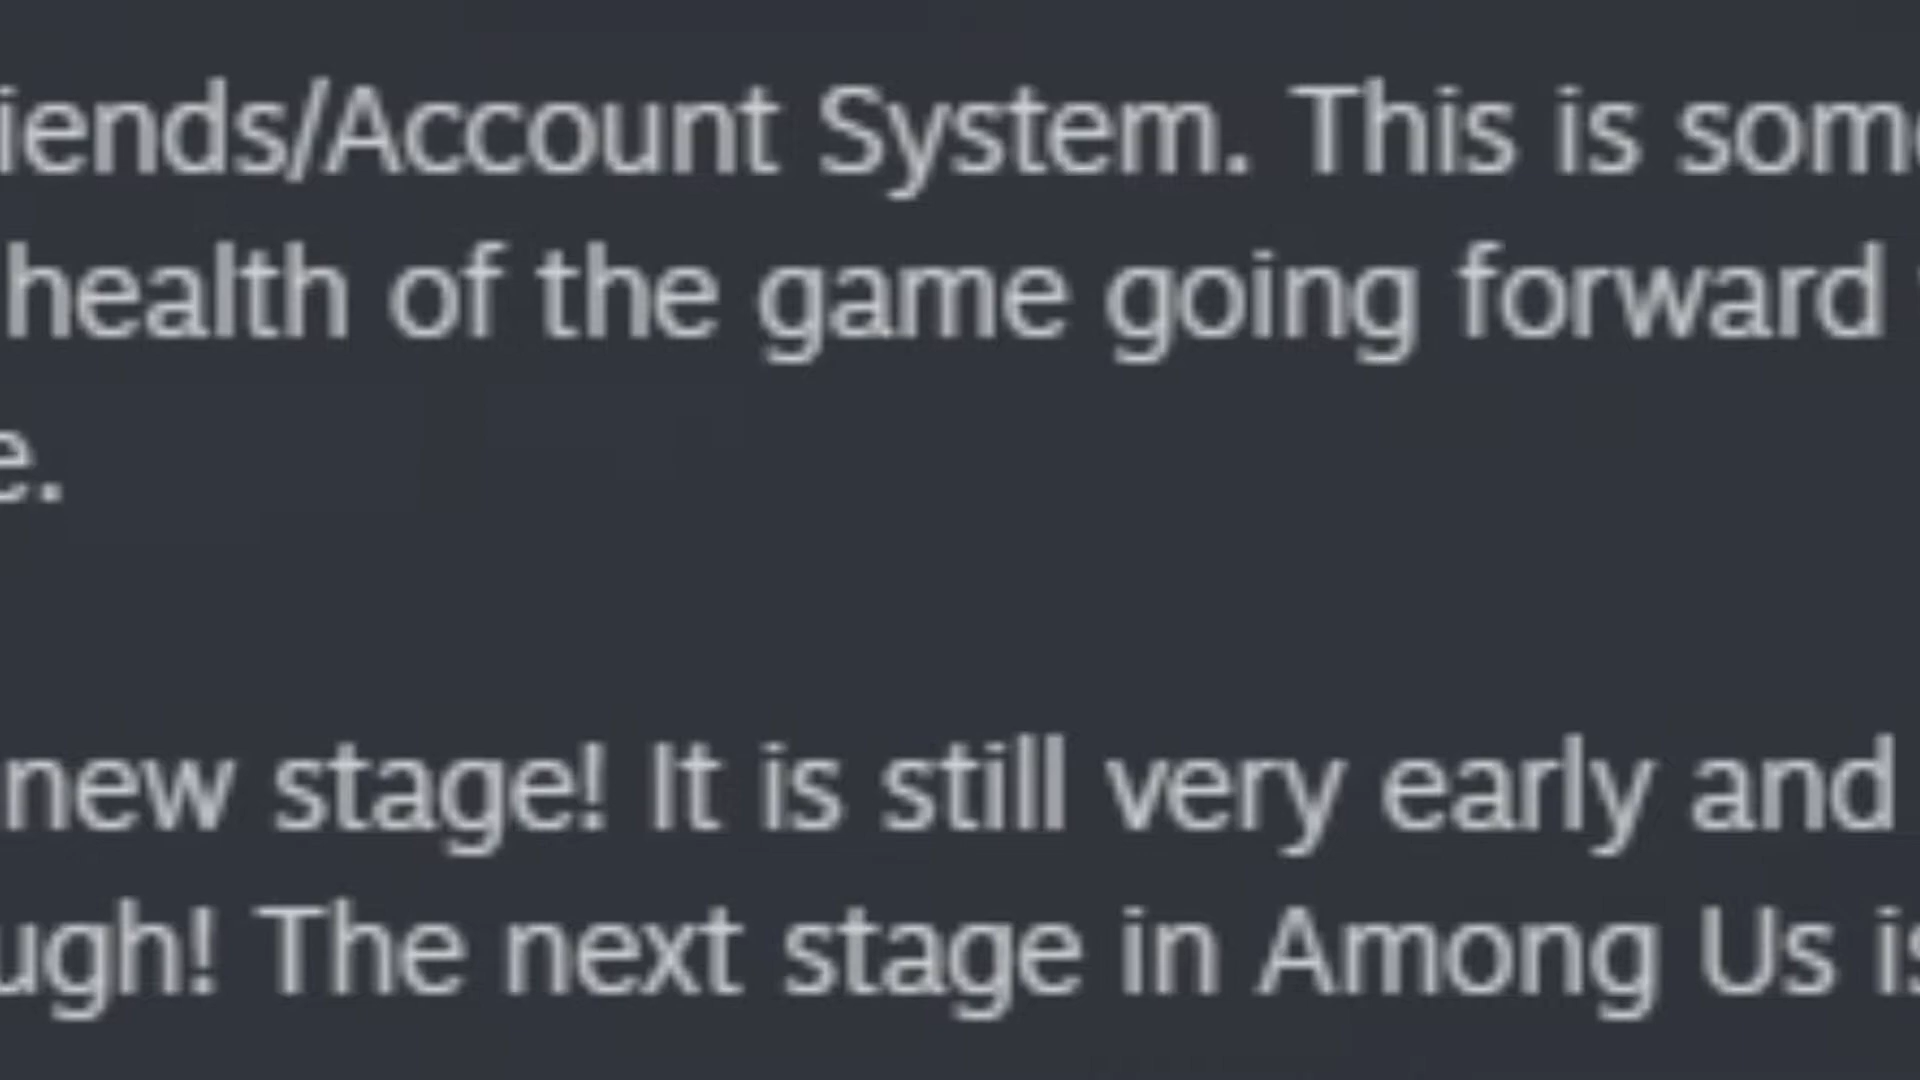 iends/Account System. This is som
health of the game going forward
e.
new stage! It is still very early and
ugh! The next stage in Among Us is